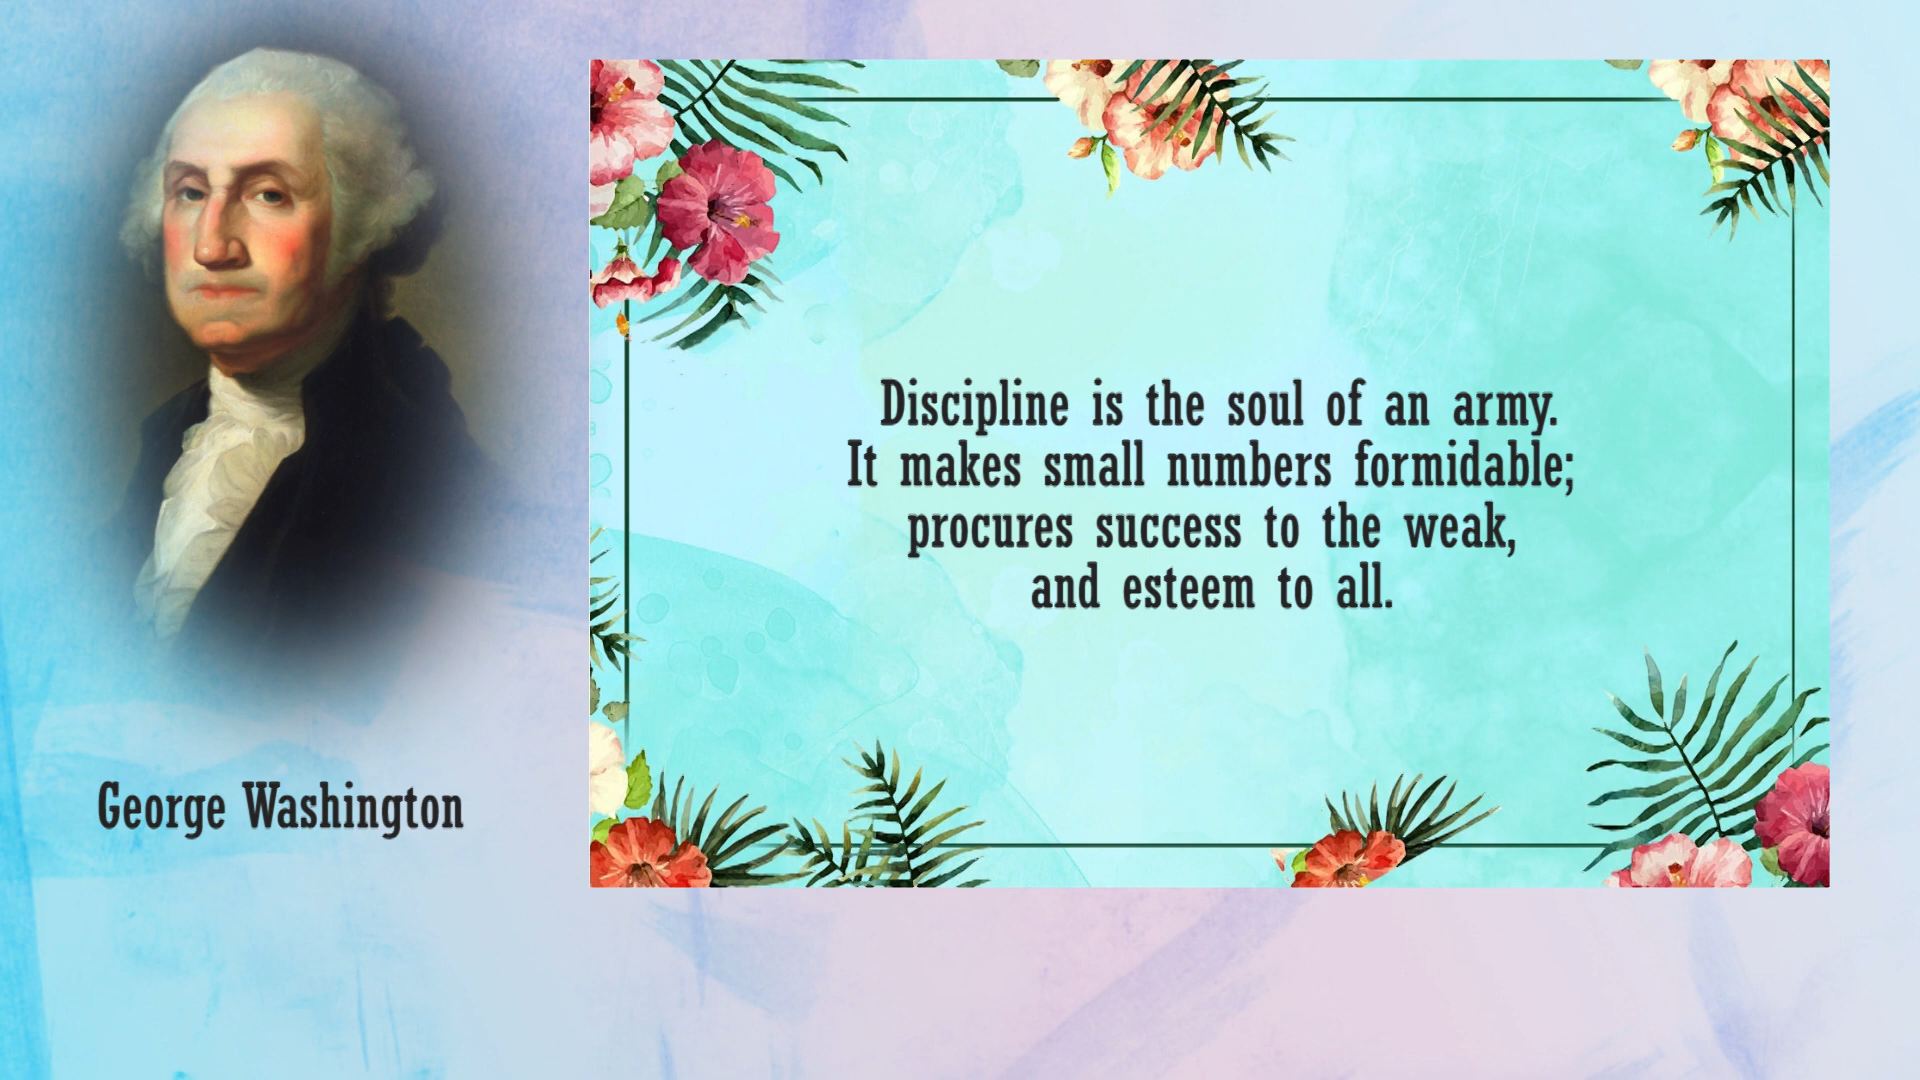 Discipline is the soul of an army.
It makes small numbers formidable;
procures success to the weak,
and esteem to all.
George Washington